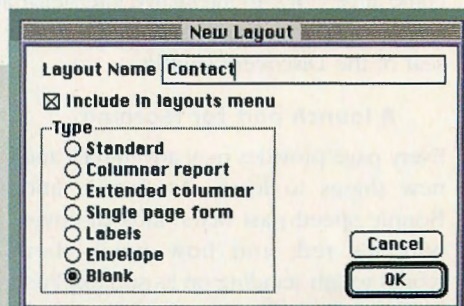 New Layout
Layout Name Contact
Include in layouts menu
Type
Standard
Columnar report
Extended columnar
Single page form
Labels
Envelope
Blank
Cancel
OK